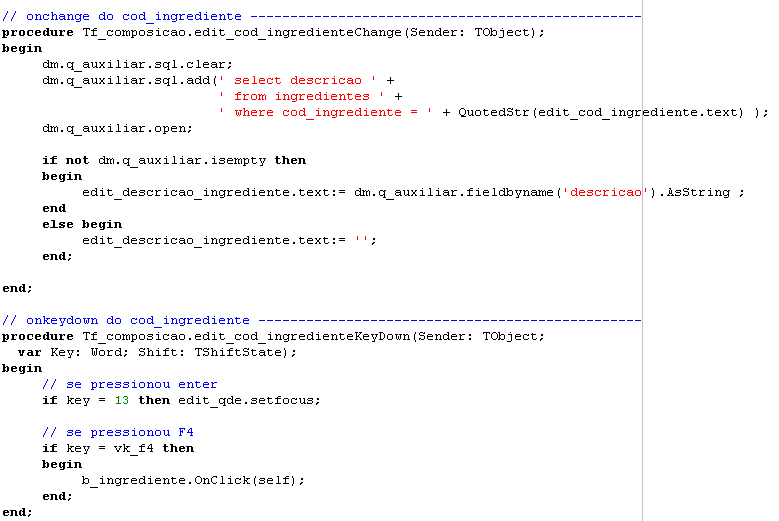 // onchange do cod_ingrediente -------------------------------------------------
procedure Tf_composicao.edit_cod_ingredienteChange(Sender: TObject);
begin
     dm.q_auxiliar.sql.clear;
     dm.q_auxiliar.sql.add(' select descricao ' +
                           ' from ingredientes ' +
                           ' where cod_ingrediente = ' + QuotedStr(edit_cod_ingrediente.text) );
     dm.q_auxiliar.open;

     if not dm.q_auxiliar.isempty then
     begin
          edit_descricao_ingrediente.text:= dm.q_auxiliar.fieldbyname('descricao').AsString ;
     end
     else begin
          edit_descricao_ingrediente.text:= '';
     end;

end;

// onkeydown do cod_ingrediente ------------------------------------------------
procedure Tf_composicao.edit_cod_ingredienteKeyDown(Sender: TObject;
  var Key: Word; Shift: TShiftState);
begin
     // se pressionou enter
     if key = 13 then edit_qde.setfocus;

     // se pressionou F4
     if key = vk_f4 then
     begin
          b_ingrediente.OnClick(self);
     end;
end;